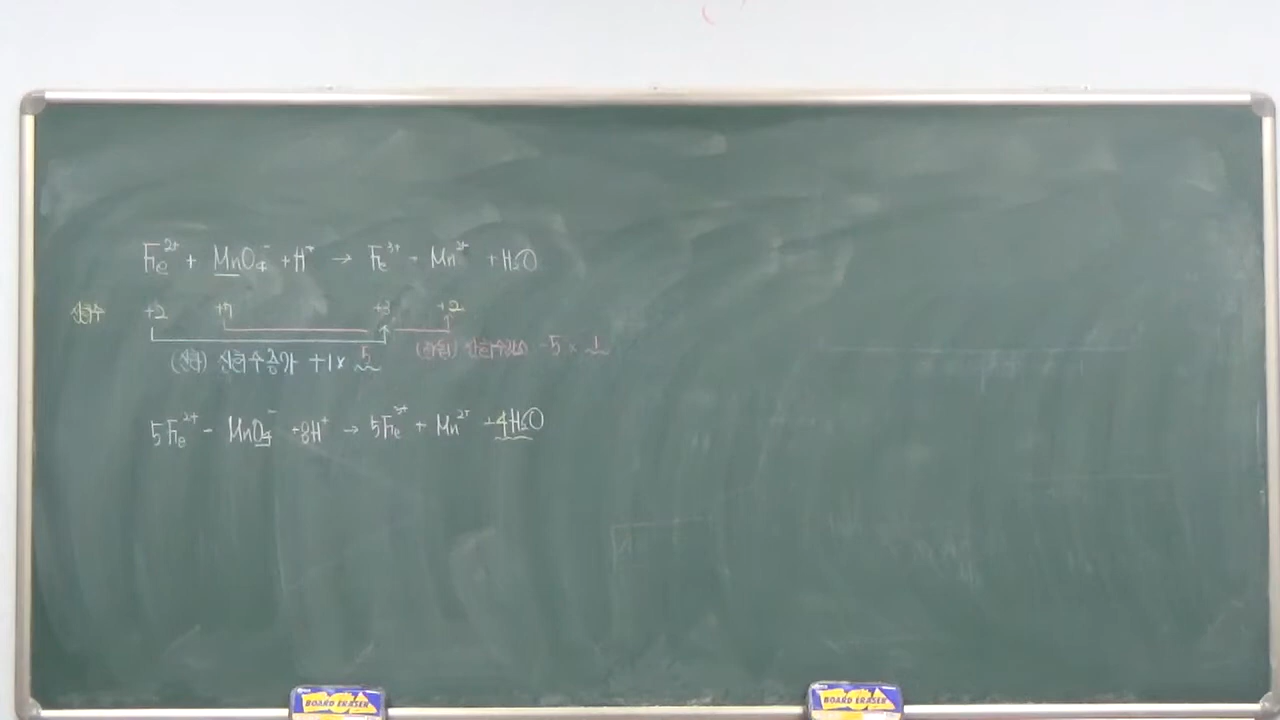 Fe²⁺ + MnO₄⁻ + H⁺ → Fe³⁺ + Mn²⁺ + H₂O
산화수 +2 +7 +3 +2
(산화) 산화수증가 +1 × 5
(환원) 산화수감소 -5 × 1
5Fe²⁺ + MnO₄⁻ + 8H⁺ → 5Fe³⁺ + Mn²⁺ + 4H₂O
BOARD ERASER
BOARD ERASER